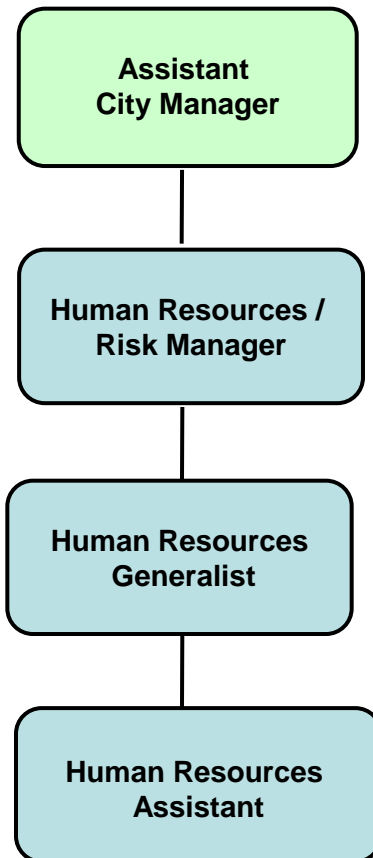 Assistant
City Manager
Human Resources /
Risk Manager
Human Resources
Generalist
Human Resources
Assistant